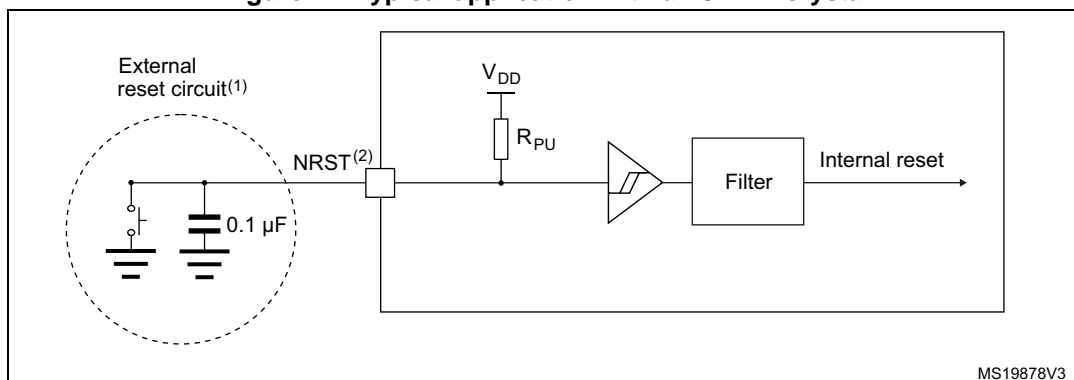 External
reset circuit(1)
VDD
RPU
NRST(2)
0.1 µF
Filter
Internal reset
MS19878V3